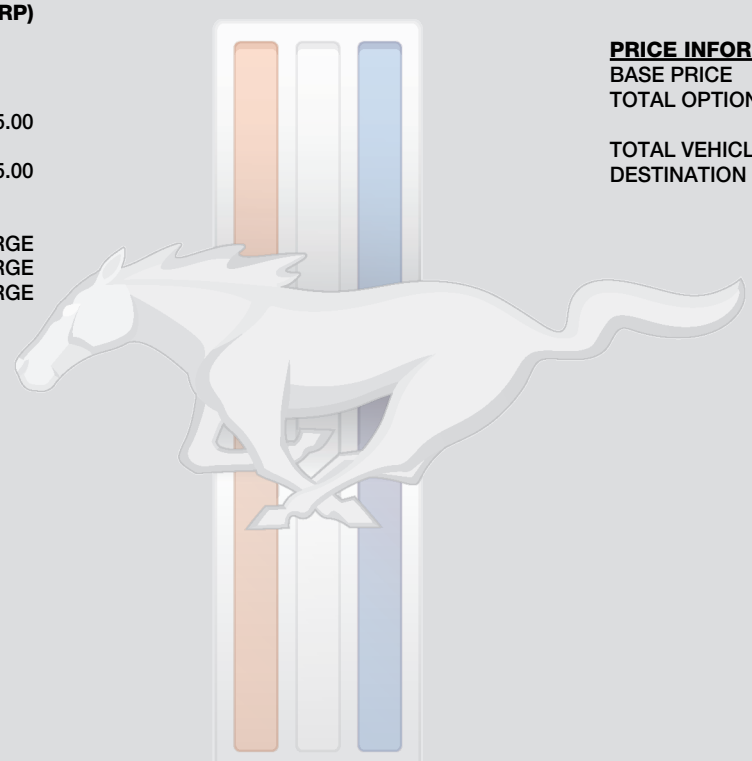 RP)
5.00
5.00
RGE
RGE
RGE
PRICE INFOR
BASE PRICE
TOTAL OPTION
TOTAL VEHICL
DESTINATION